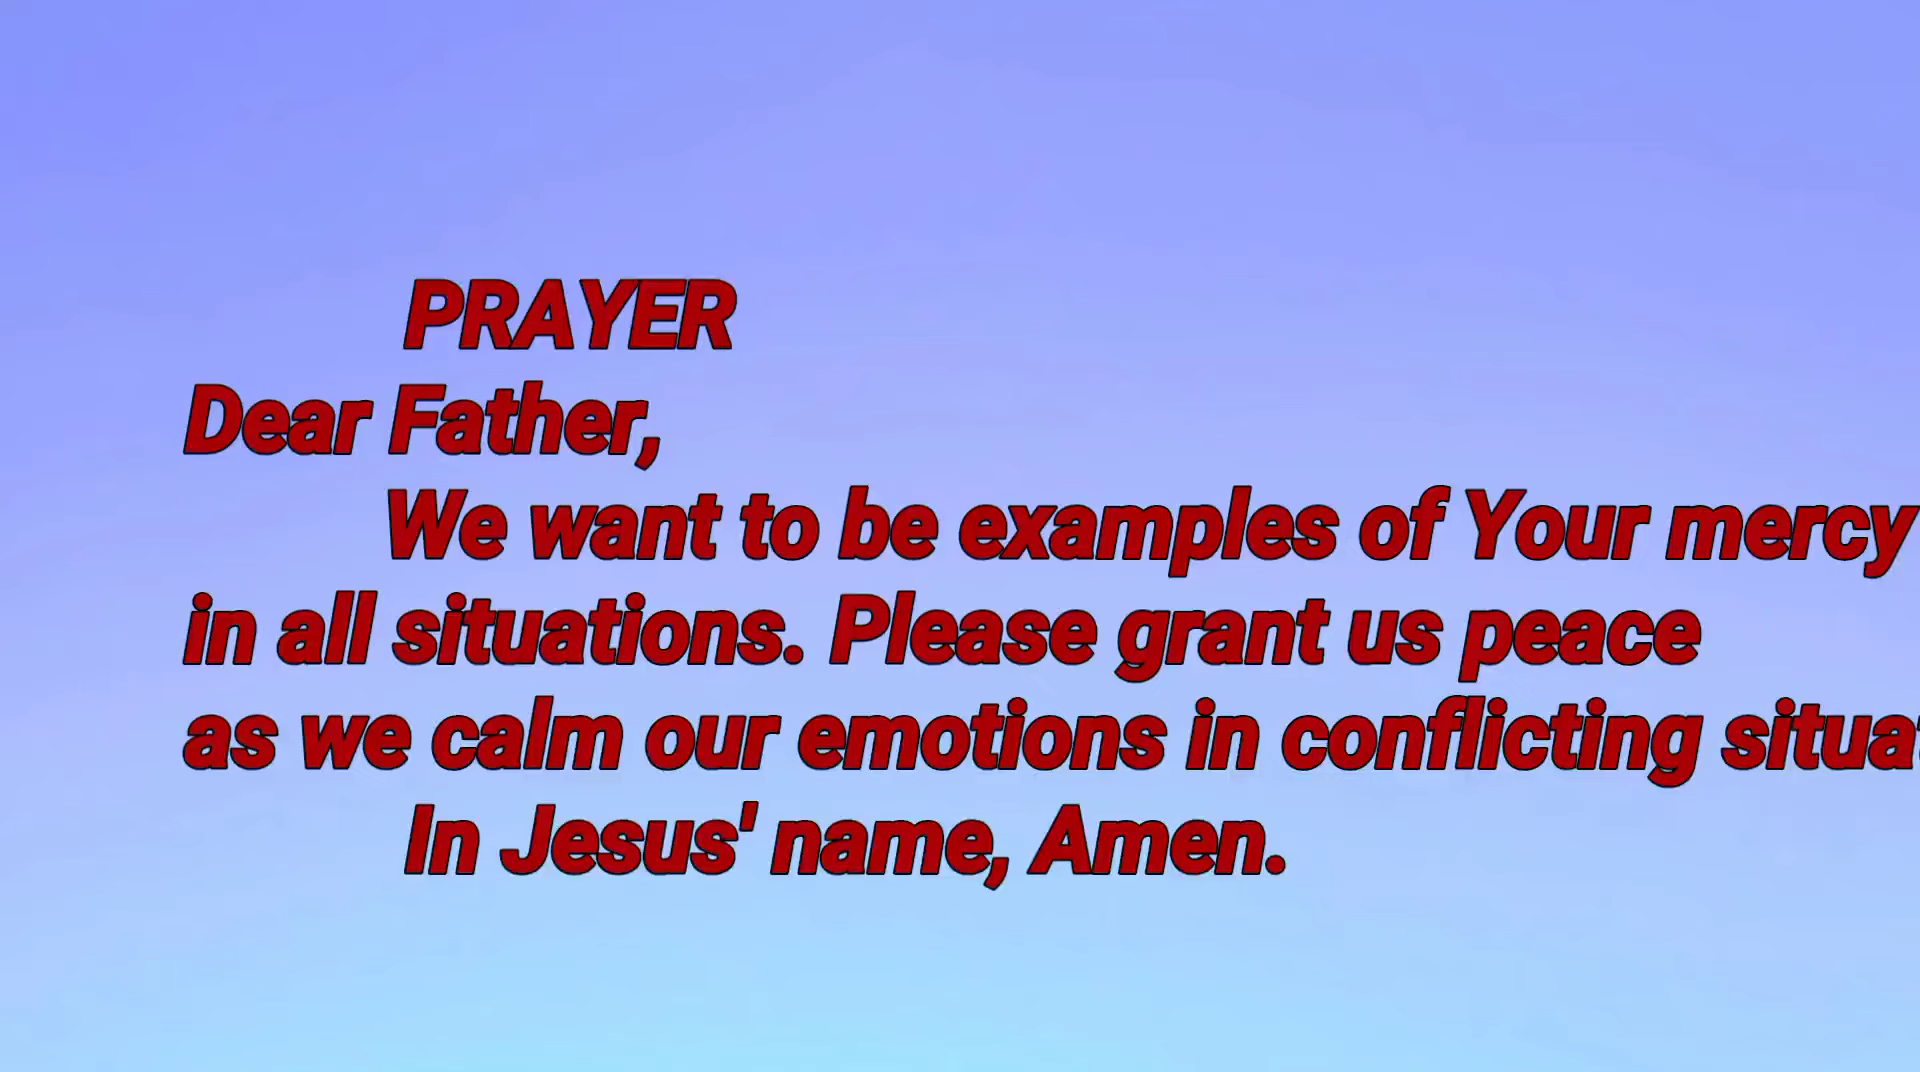 PRAYER
Dear Father,
We want to be examples of Your mercy
in all situations. Please grant us peace
as we calm our emotions in conflicting
In Jesus' name, Amen.